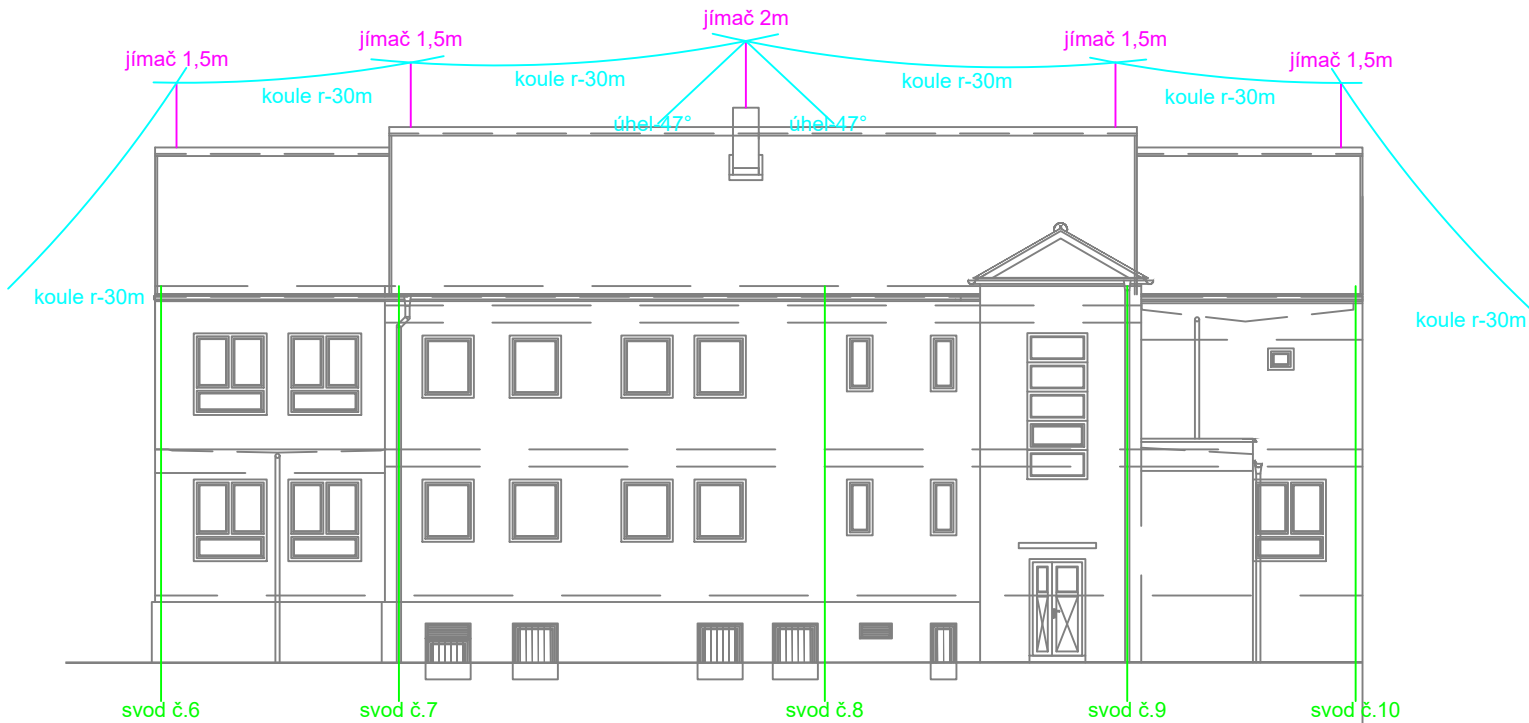 jímač 2m
jímač 1,5m
jímač 1,5m
jímač 1,5m
jímač 1,5m
koule r-30m
koule r-30m
koule r-30m
koule r-30m
úhel-47°
úhel-47°
koule r-30m
koule r-30m
svod č.6
svod č.7
svod č.8
svod č.9
svod č.10